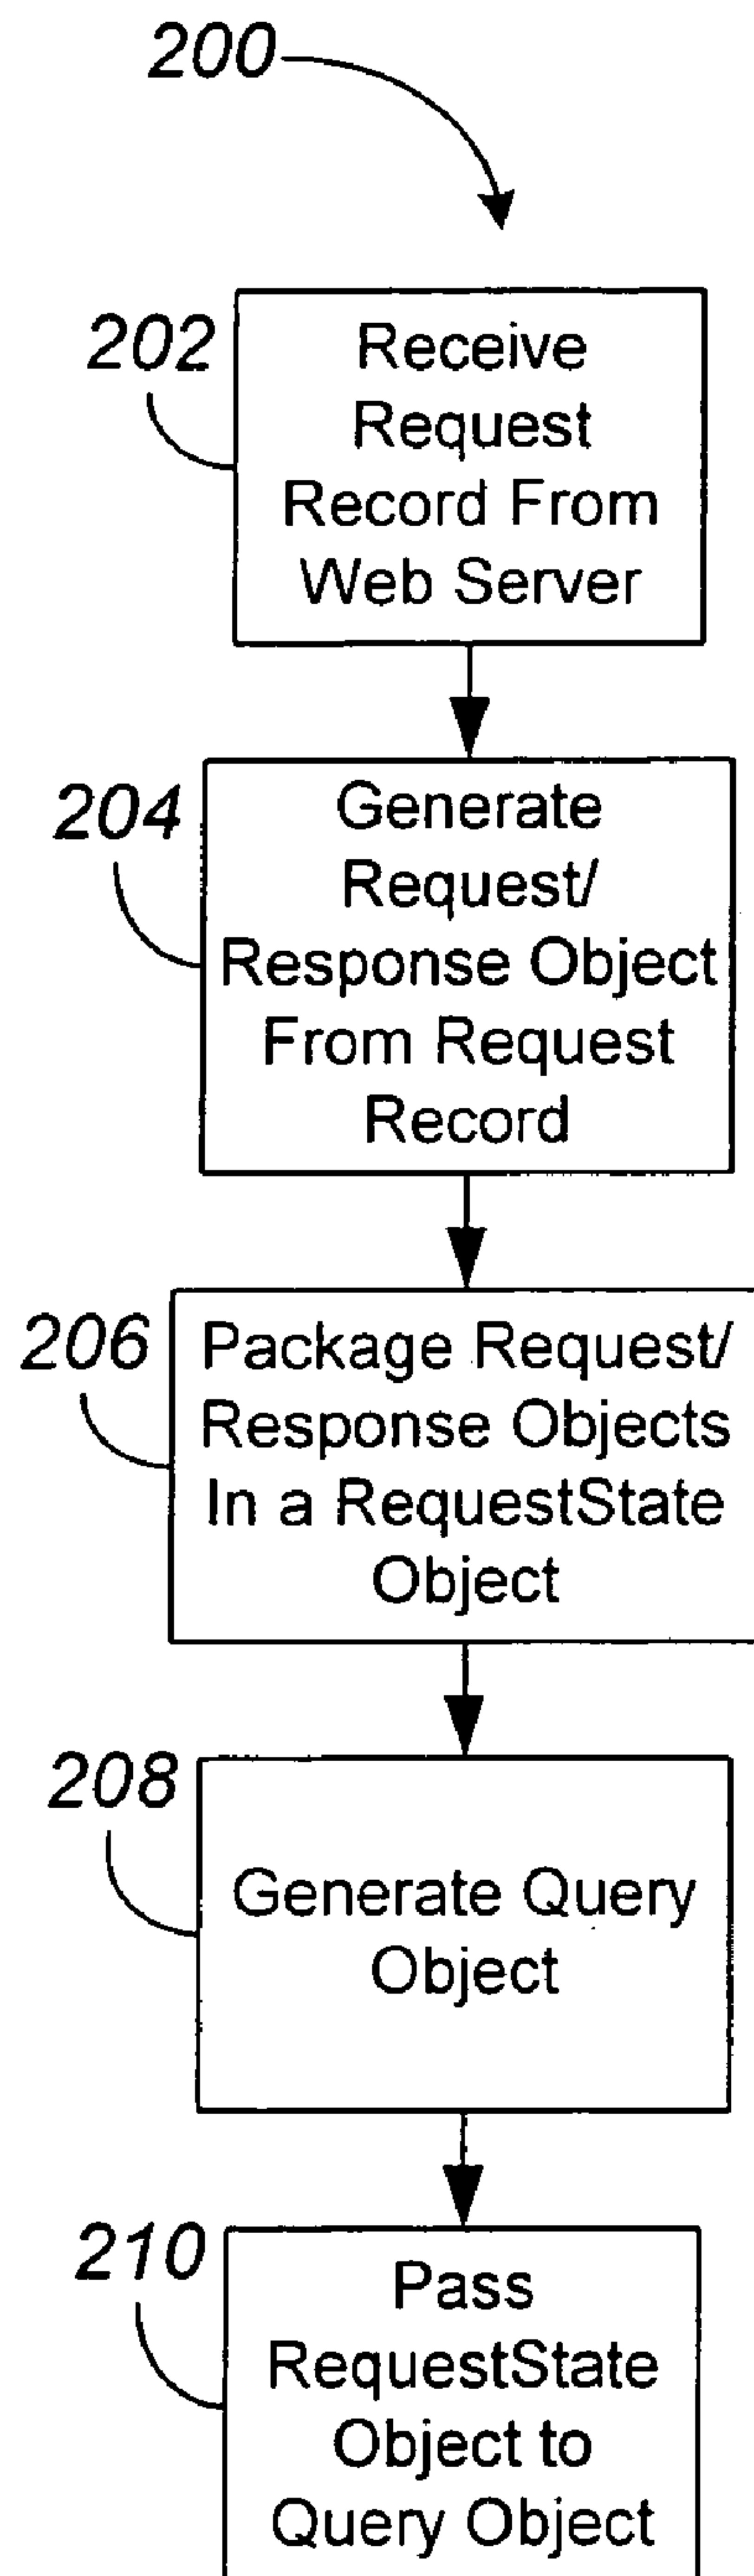 200
202
Receive
Request
Record From
Web Server
204
Generate
Request/
Response Object
From Request
Record
206
Package Request/
Response Objects
In a RequestState
Object
208
Generate Query
Object
210
Pass
RequestState
Object to
Query Object